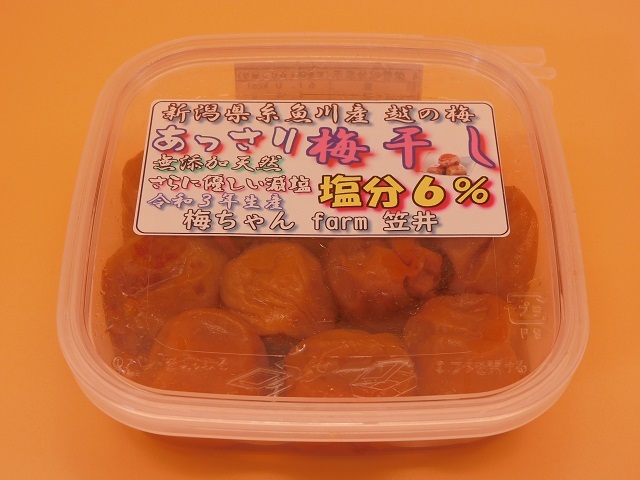 新潟県糸魚川産 越の梅
あっさり梅干し
無添加天然
さらに優しい減塩
塩分6%
令和3年生産
梅ちゃん farm 笠井